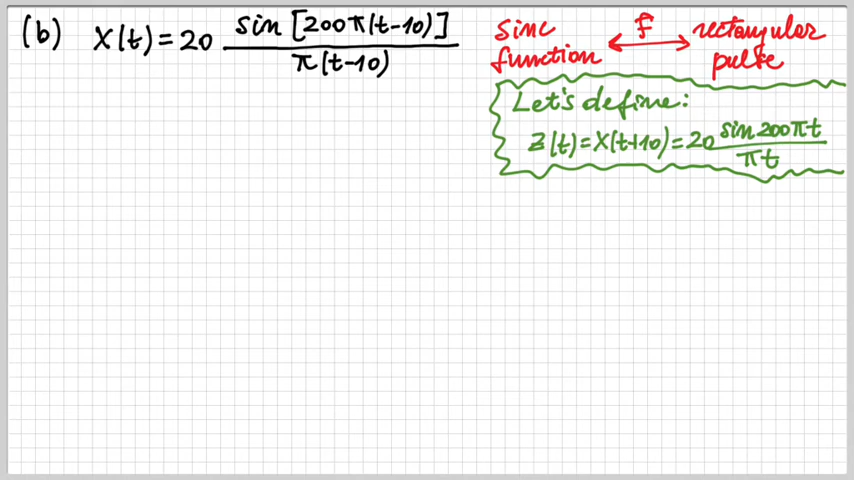 (b) X(t) = 20 sin [200π(t-10)] / π(t-10)
sinc function ↔ F rectangular pulse
Let's define:
Z(t) = X(t+10) = 20 sin 200πt / πt